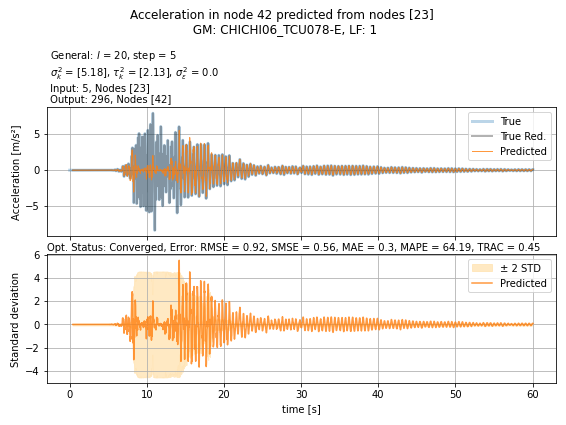 Acceleration in node 42 predicted from nodes [23]
GM: CHICHI06_TCU078-E, LF: 1
General: l = 20, step = 5
σ²ₖ = [5.18], τ²ₖ = [2.13], σ²ε = 0.0
Input: 5, Nodes [23]
Output: 296, Nodes [42]
Acceleration [m/s²]
5
0
−5
True
True Red.
Predicted
Opt. Status: Converged, Error: RMSE = 0.92, SMSE = 0.56, MAE = 0.3, MAPE = 64.19, TRAC = 0.45
Standard deviation
6
4
2
0
−2
−4
± 2 STD
Predicted
0 10 20 30 40 50 60
time [s]